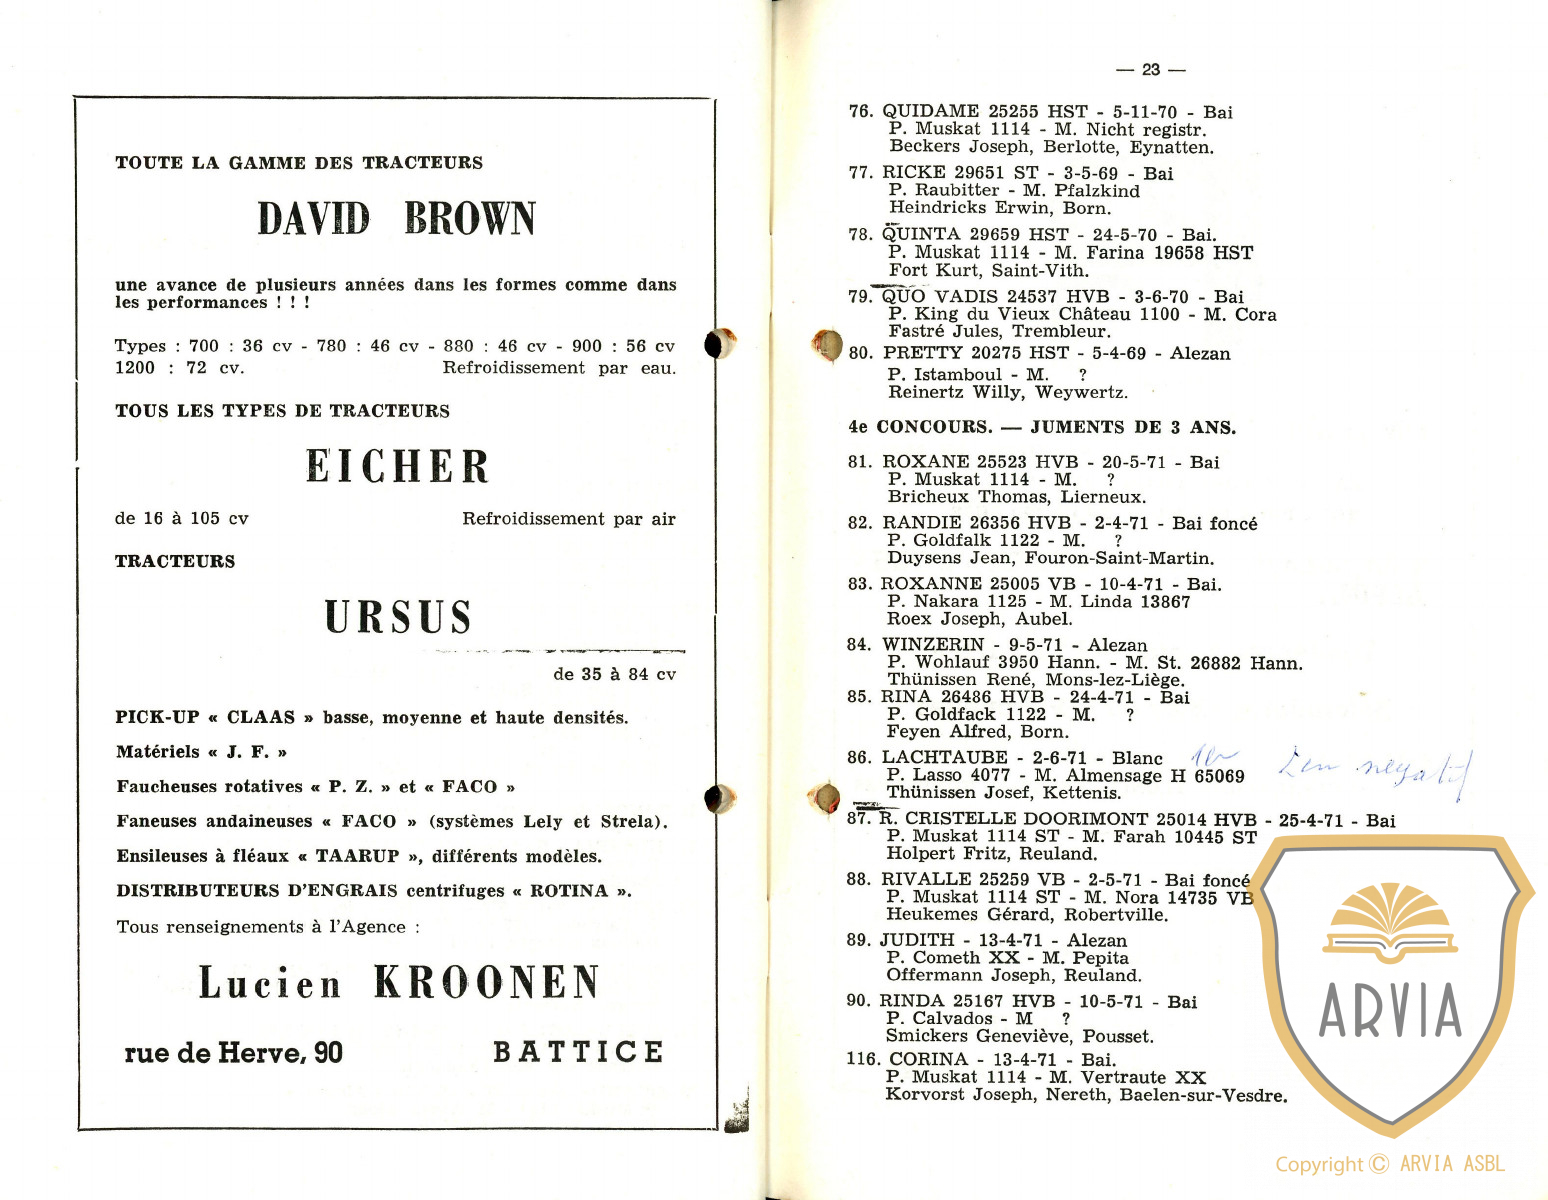 TOUTE LA GAMME DES TRACTEURS
DAVID BROWN
une avance de plusieurs années dans les formes comme dans
les performances ! ! !
Types : 700 : 36 cv - 780 : 46 cv - 880 : 46 cv - 900 : 56 cv
1200 : 72 cv. Refroidissement par eau.
TOUS LES TYPES DE TRACTEURS
EICHER
de 16 à 105 cv Refroidissement par air
TRACTEURS
URSUS
de 35 à 84 cv
PICK-UP « CLAAS » basse, moyenne et haute densités.
Matériels « J. F. »
Faucheuses rotatives « P. Z. » et « FACO »
Faneuses andaineuses « FACO » (systèmes Lely et Strela).
Ensileuses à fléaux « TAARUP », différents modèles.
DISTRIBUTEURS D'ENGRAIS centrifuges « ROTINA ».
Tous renseignements à l'Agence :
Lucien KROONEN
rue de Herve, 90 BATTICE
— 23 —
76. QUIDAME 25255 HST - 5-11-70 - Bai
P. Muskat 1114 - M. Nicht registr.
Beckers Joseph, Berlotte, Eynatten.
77. RICKE 29651 ST - 3-5-69 - Bai
P. Raubitter - M. Pfalzkind
Heindricks Erwin, Born.
78. QUINTA 29659 HST - 24-5-70 - Bai.
P. Muskat 1114 - M. Farina 19658 HST
Fort Kurt, Saint-Vith.
79. QUO VADIS 24537 HVB - 3-6-70 - Bai
P. King du Vieux Château 1100 - M. Cora
Fastré Jules, Trembleur.
80. PRETTY 20275 HST - 5-4-69 - Alezan
P. Istamboul - M. ?
Reinertz Willy, Weywertz.
4e CONCOURS. — JUMENTS DE 3 ANS.
81. ROXANE 25523 HVB - 20-5-71 - Bai
P. Muskat 1114 - M. ?
Bricheux Thomas, Lierneux.
82. RANDIE 26356 HVB - 2-4-71 - Bai foncé
P. Goldfalk 1122 - M. ?
Duysens Jean, Fouron-Saint-Martin.
83. ROXANNE 25005 VB - 10-4-71 - Bai.
P. Nakara 1125 - M. Linda 13867
Roex Joseph, Aubel.
84. WINZERIN - 9-5-71 - Alezan
P. Wohlauf 3950 Hann. - M. St. 26882 Hann.
Thünissen René, Mons-lez-Liège.
85. RINA 26486 HVB - 24-4-71 - Bai
P. Goldfack 1122 - M. ?
Feyen Alfred, Born.
86. LACHTAUBE - 2-6-71 - Blanc
negatif
P. Lasso 4077 - M. Almensage H 65069
Thünissen Josef, Kettenis.
87. R. CRISTELLE DOORIMONT 25014 HVB - 25-4-71 - Bai
P. Muskat 1114 ST - M. Farah 10445 ST
Holpert Fritz, Reuland.
88. RIVALLE 25259 VB - 2-5-71 - Bai foncé
P. Muskat 1114 ST - M. Nora 14735 VB
Heukemes Gérard, Robertville.
89. JUDITH - 13-4-71 - Alezan
P. Cometh XX - M. Pepita
Offermann Joseph, Reuland.
90. RINDA 25167 HVB - 10-5-71 - Bai
P. Calvados - M ?
Smickers Geneviève, Pousset.
116. CORINA - 13-4-71 - Bai.
P. Muskat 1114 - M. Vertraute XX
Korvorst Joseph, Nereth, Baelen-sur-Vesdre.
ARVIA
Copyright © ARVIA ASBL